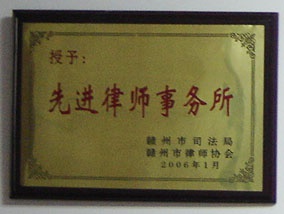 授予：
先进律师事务所
赣州市司法局
赣州市律师协会
2006年1月